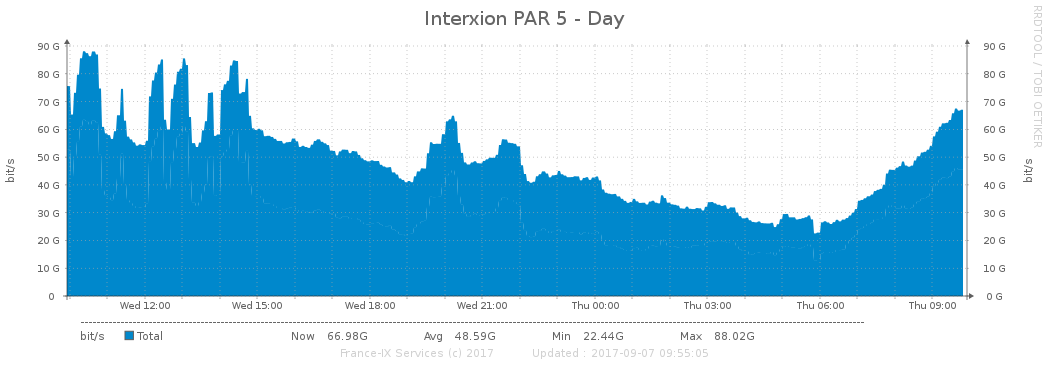 Interxion PAR 5 - Day
RRDTOOL / TOBI OETIKER
bit/s
90 G 90 G
80 G 80 G
70 G 70 G
60 G 60 G
50 G 50 G
40 G 40 G
30 G 30 G
20 G 20 G
10 G 10 G
0 0 G
bit/s
Wed 12:00 Wed 15:00 Wed 18:00 Wed 21:00 Thu 00:00 Thu 03:00 Thu 06:00 Thu 09:00
bit/s Total Now 66.98G Avg 48.59G Min 22.44G Max 88.02G
France-IX Services (c) 2017 Updated : 2017-09-07 09:55:05